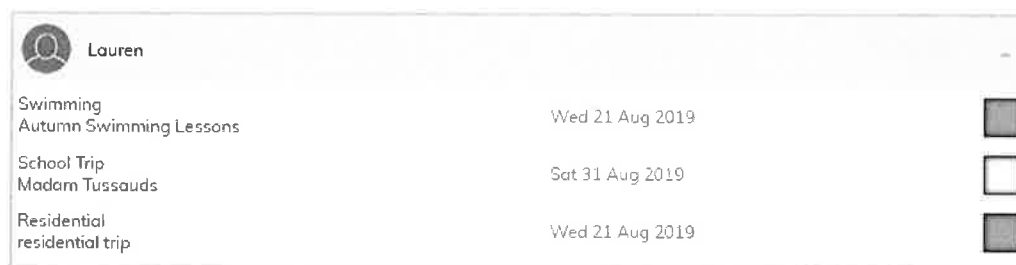 Lauren
Swimming
Autumn Swimming Lessons
Wed 21 Aug 2019
School Trip
Madam Tussauds
Sat 31 Aug 2019
Residential
residential trip
Wed 21 Aug 2019